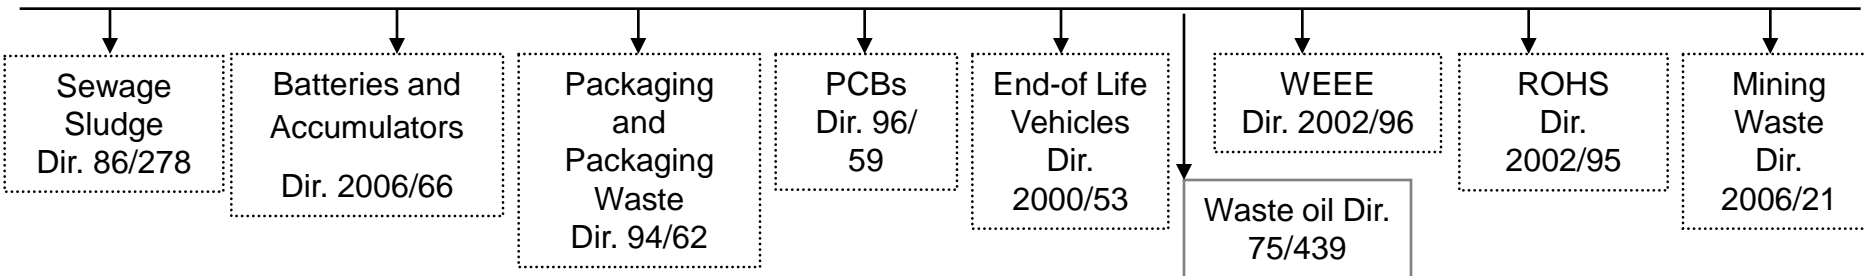 Sewage
Sludge
Dir. 86/278
Batteries and
Accumulators
Dir. 2006/66
Packaging
and
Packaging
Waste
Dir. 94/62
PCBs
Dir. 96/
59
End-of Life
Vehicles
Dir.
2000/53
Waste oil Dir.
75/439
WEEE
Dir. 2002/96
ROHS
Dir.
2002/95
Mining
Waste
Dir.
2006/21